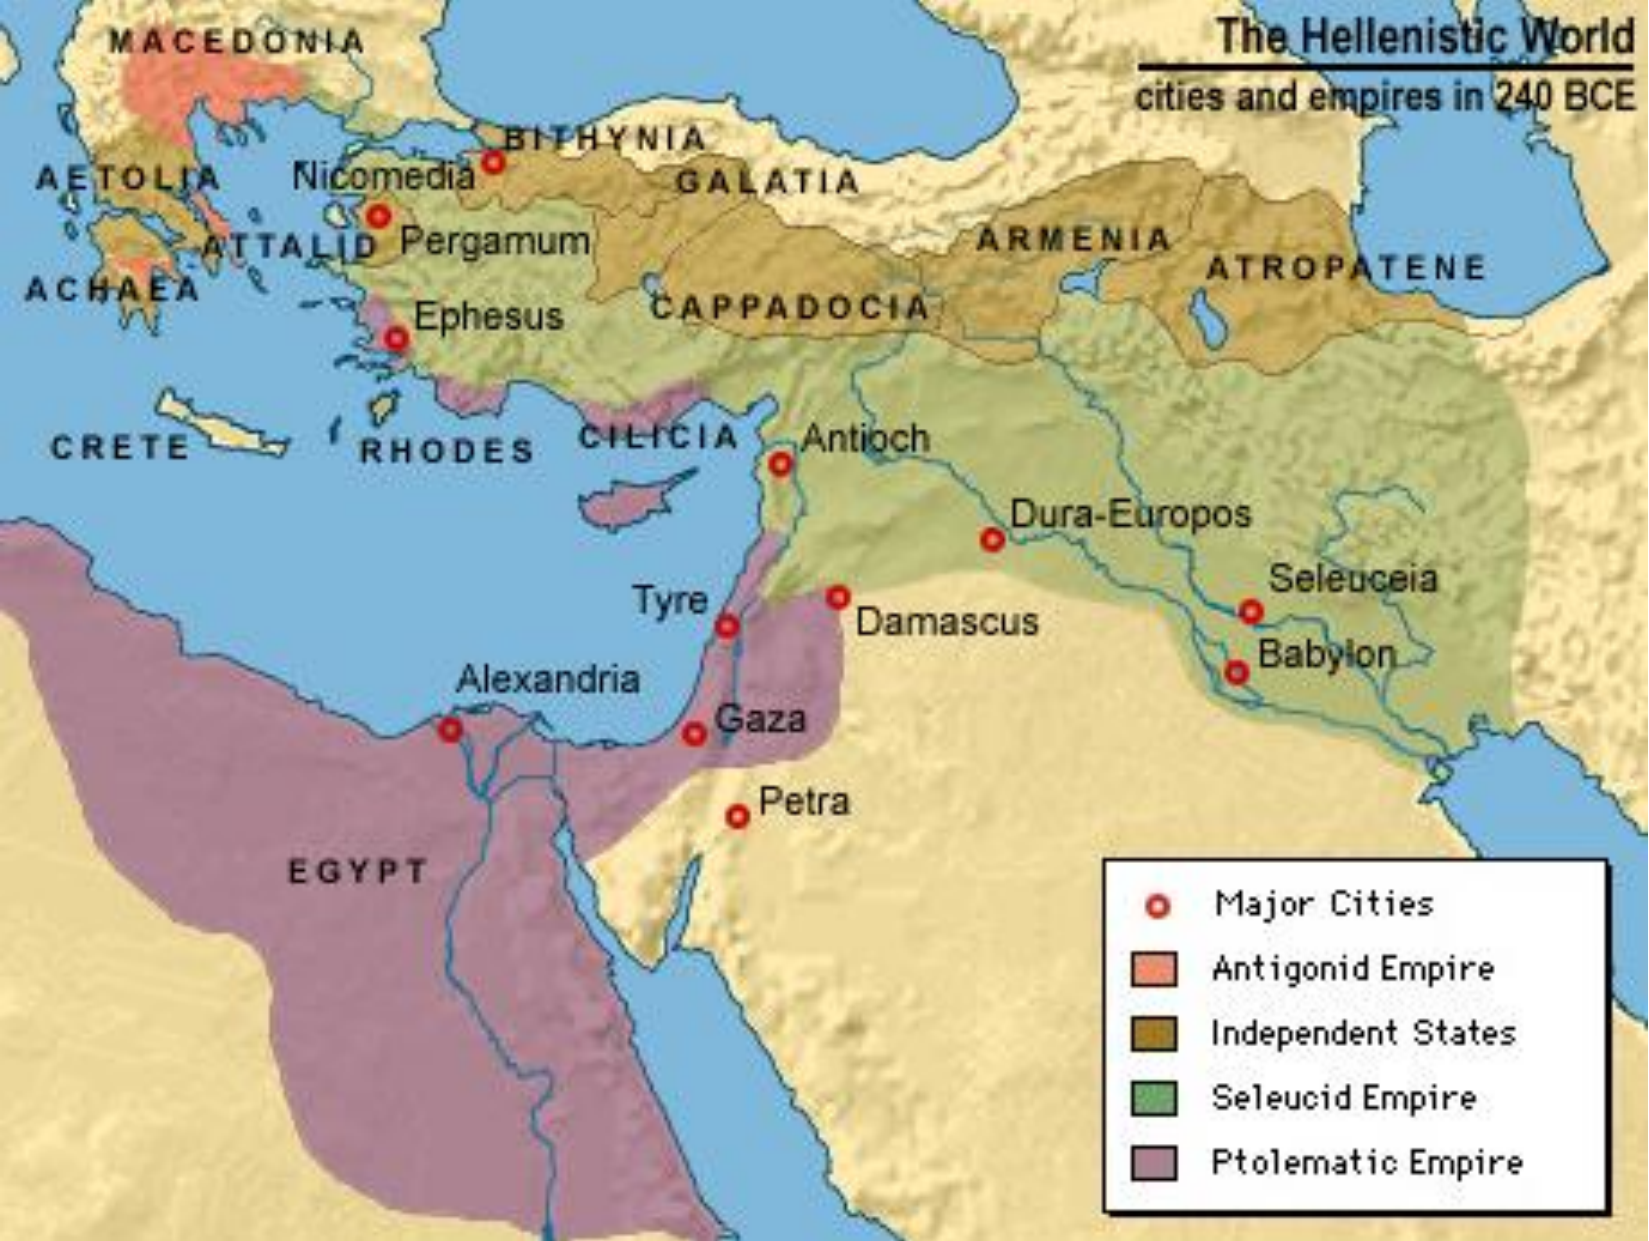 The Hellenistic World
cities and empires in 240 BCE
MACEDONIA
BITHYNIA
AETOLIA
Nicomedia
GALATIA
ATTALID
Pergamum
ARMENIA
ATROPATENE
ACHAEA
Ephesus
CAPPADOCIA
CRETE
RHODES
CILICIA
Antioch
Dura-Europos
Seleuceia
Tyre
Damascus
Babylon
Alexandria
Gaza
Petra
EGYPT
Major Cities
Antigonid Empire
Independent States
Seleucid Empire
Ptolematic Empire